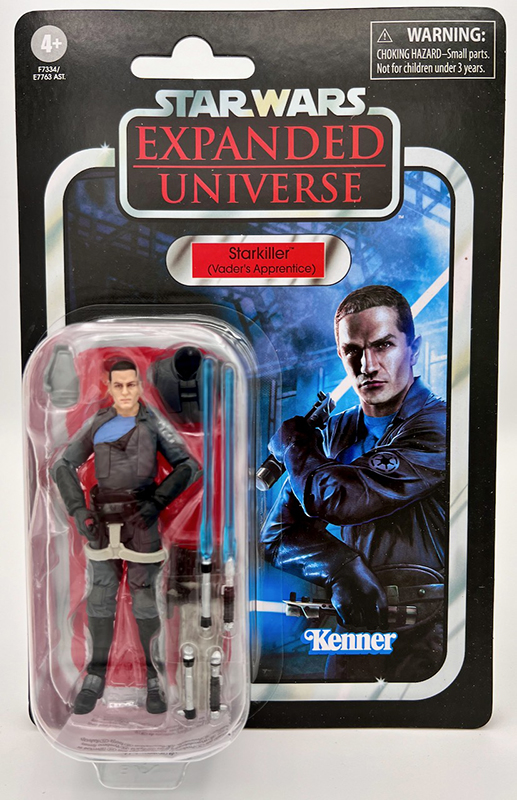 4+
F7334/
E7763 AST.
WARNING:
CHOKING HAZARD–Small parts.
Not for children under 3 years.
STAR WARS
EXPANDED
UNIVERSE
Starkiller™
(Vader's Apprentice)
Kenner